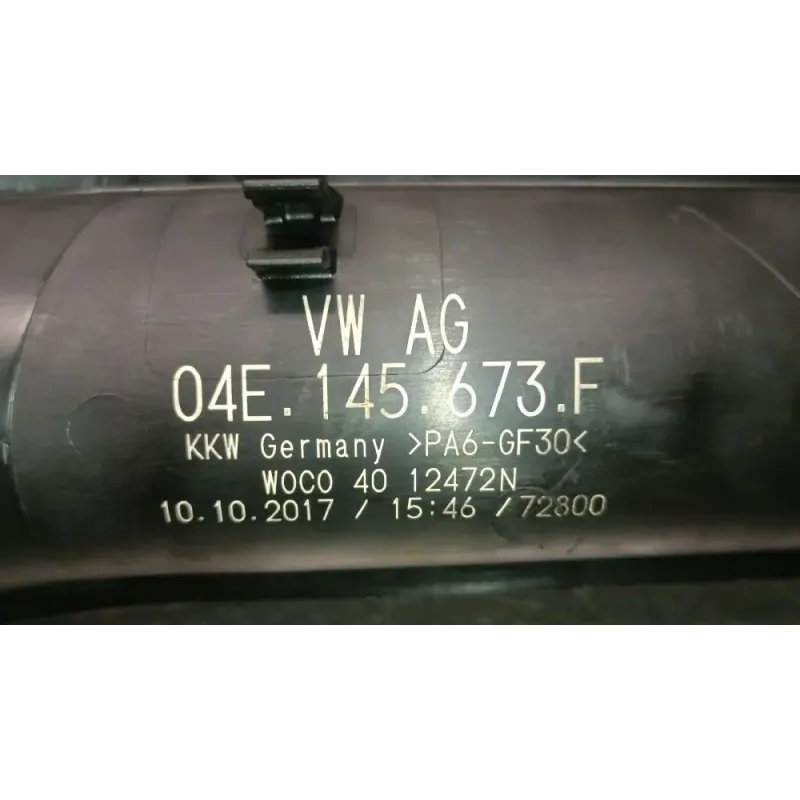 VW AG
04E.145.673.F
KKW Germany >PA6-GF30<
WOCO 40 12472N
10.10.2017 / 15:46 /72800